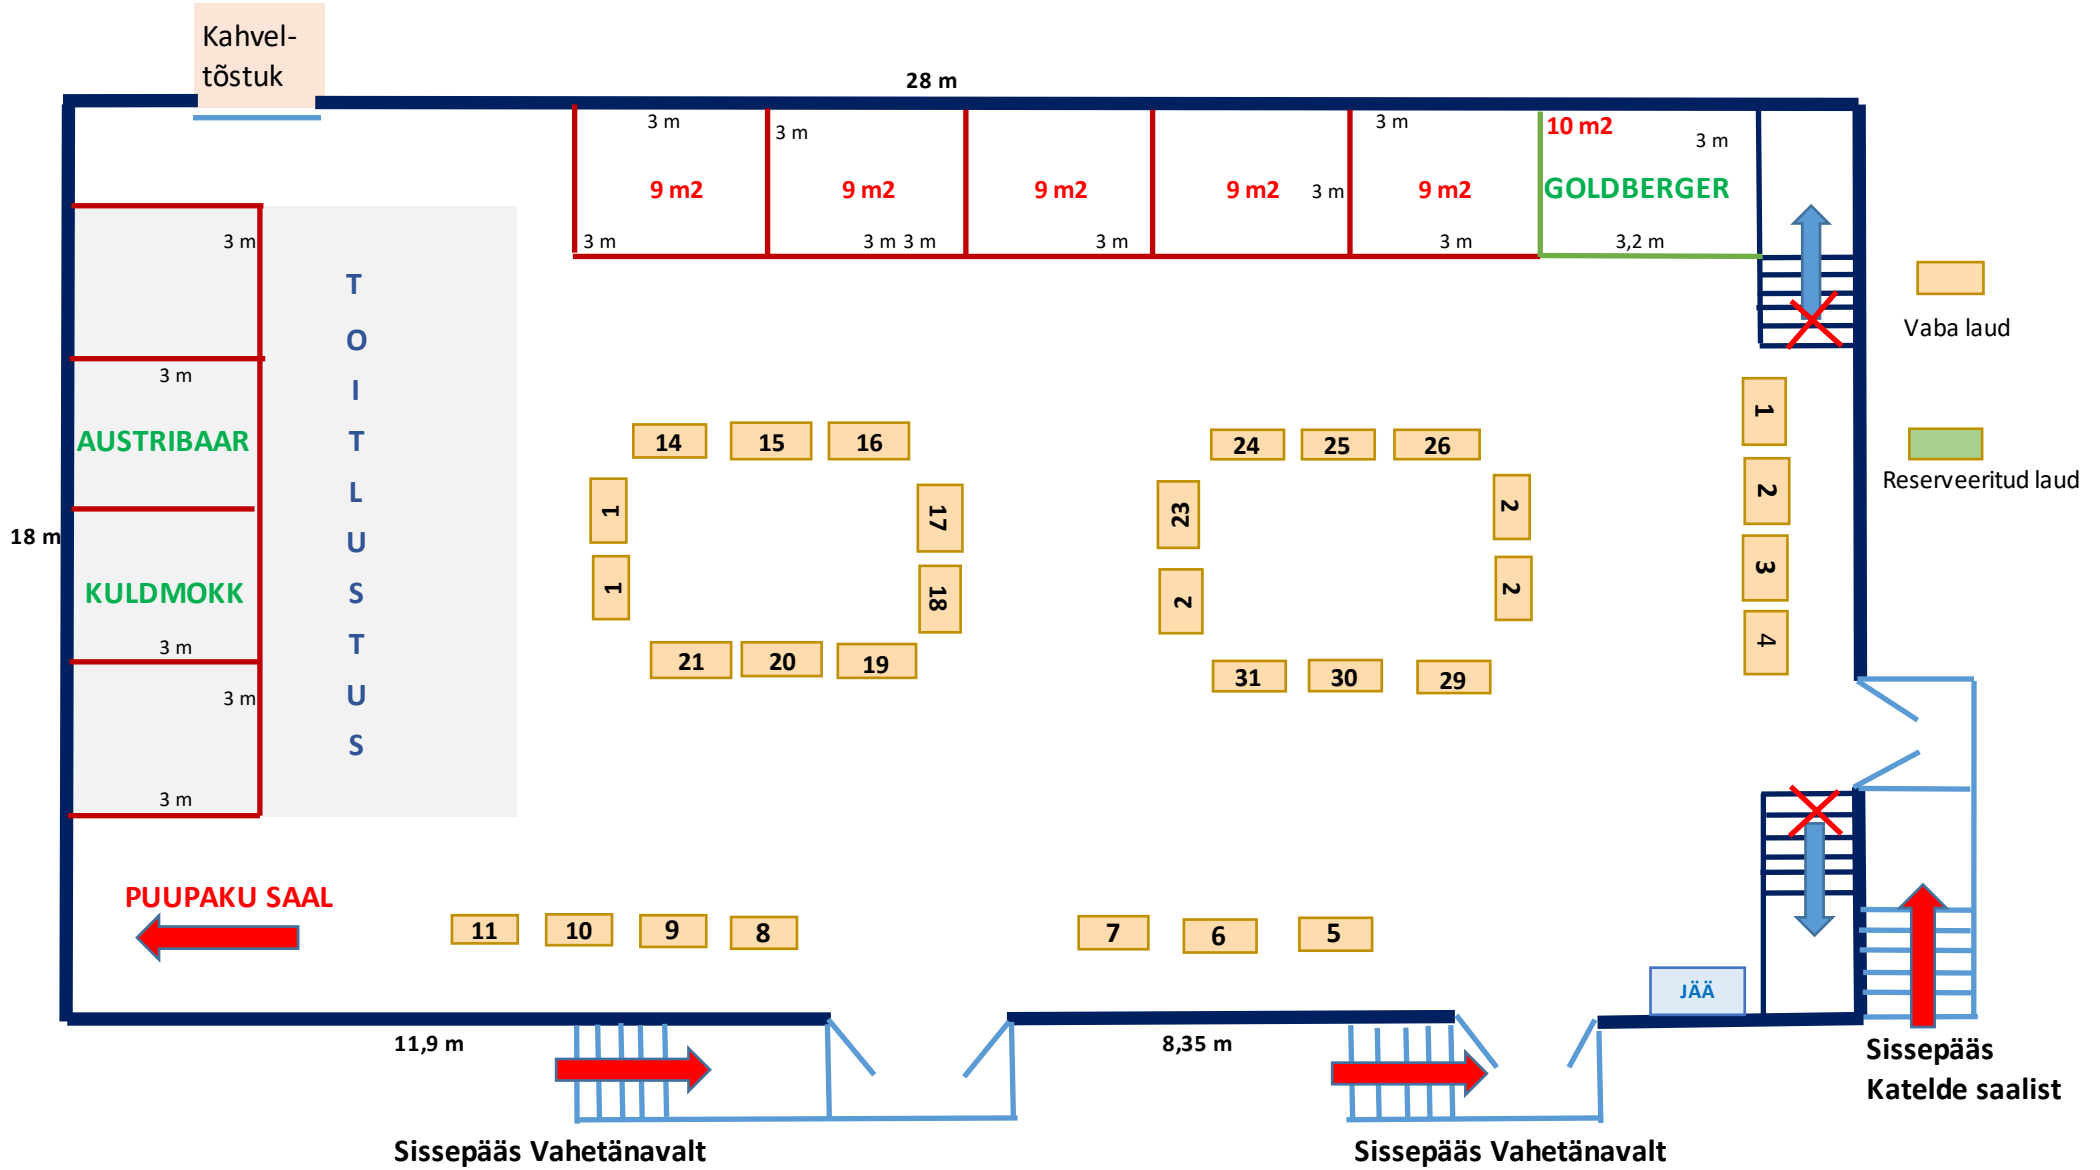 Kahvel-
tõstuk
28 m
3 m
3 m
3 m
10 m2
3 m
9 m2
9 m2
9 m2
9 m2
3 m
9 m2
GOLDBERGER
3 m
3 m 3 m
3 m
3 m
3,2 m
3 m
TOITLUSTUS
Vaba laud
3 m
AUSTRIBAAR
14
15
16
24
25
26
1
2
Reserveeritud laud
1
17
23
2
18 m
3
KULDMOKK
1
18
2
2
4
3 m
21
20
19
31
30
29
3 m
3 m
PUUPAKU SAAL
11
10
9
8
7
6
5
JÄÄ
11,9 m
8,35 m
Sissepääs
Katelde saalist
Sissepääs Vahetänavalt
Sissepääs Vahetänavalt